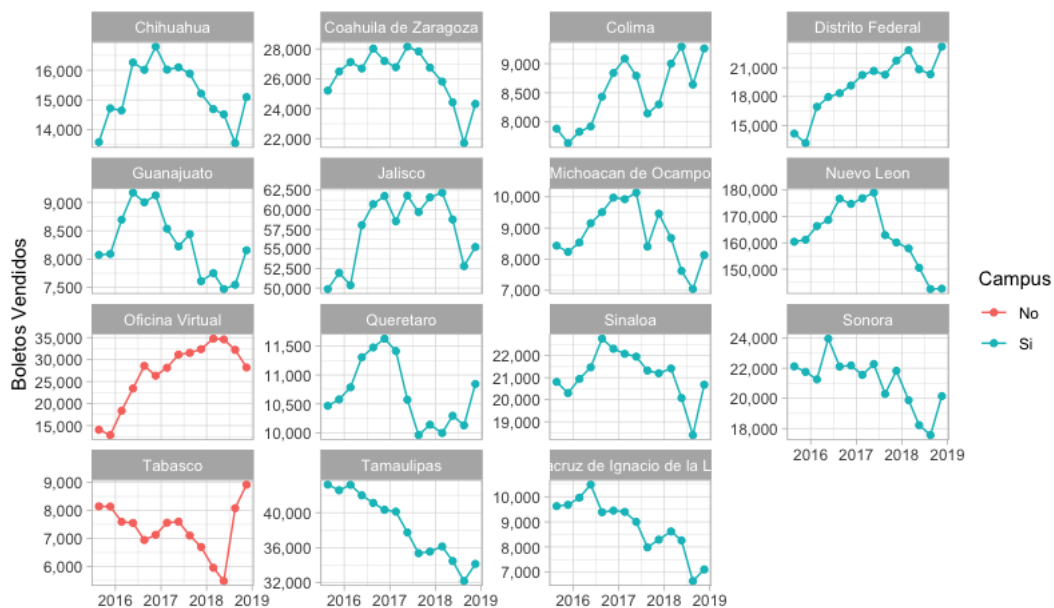 Boletos Vendidos
Chihuahua
16,000
15,000
14,000
Coahuila de Zaragoza
28,000
26,000
24,000
22,000
Colima
9,000
8,500
8,000
Distrito Federal
21,000
18,000
15,000
Guanajuato
9,000
8,500
8,000
7,500
Jalisco
62,500
60,000
57,500
55,000
52,500
50,000
Michoacan de Ocampo
10,000
9,000
8,000
7,000
Nuevo Leon
180,000
170,000
160,000
150,000
Oficina Virtual
35,000
30,000
25,000
20,000
15,000
Queretaro
11,500
11,000
10,500
10,000
Sinaloa
22,000
21,000
20,000
19,000
Sonora
24,000
22,000
20,000
18,000
2016 2017 2018 2019
Tabasco
9,000
8,000
7,000
6,000
2016 2017 2018 2019
Tamaulipas
40,000
36,000
32,000
2016 2017 2018 2019
acruz de Ignacio de la L
10,000
9,000
8,000
7,000
2016 2017 2018 2019
Campus
No
Si